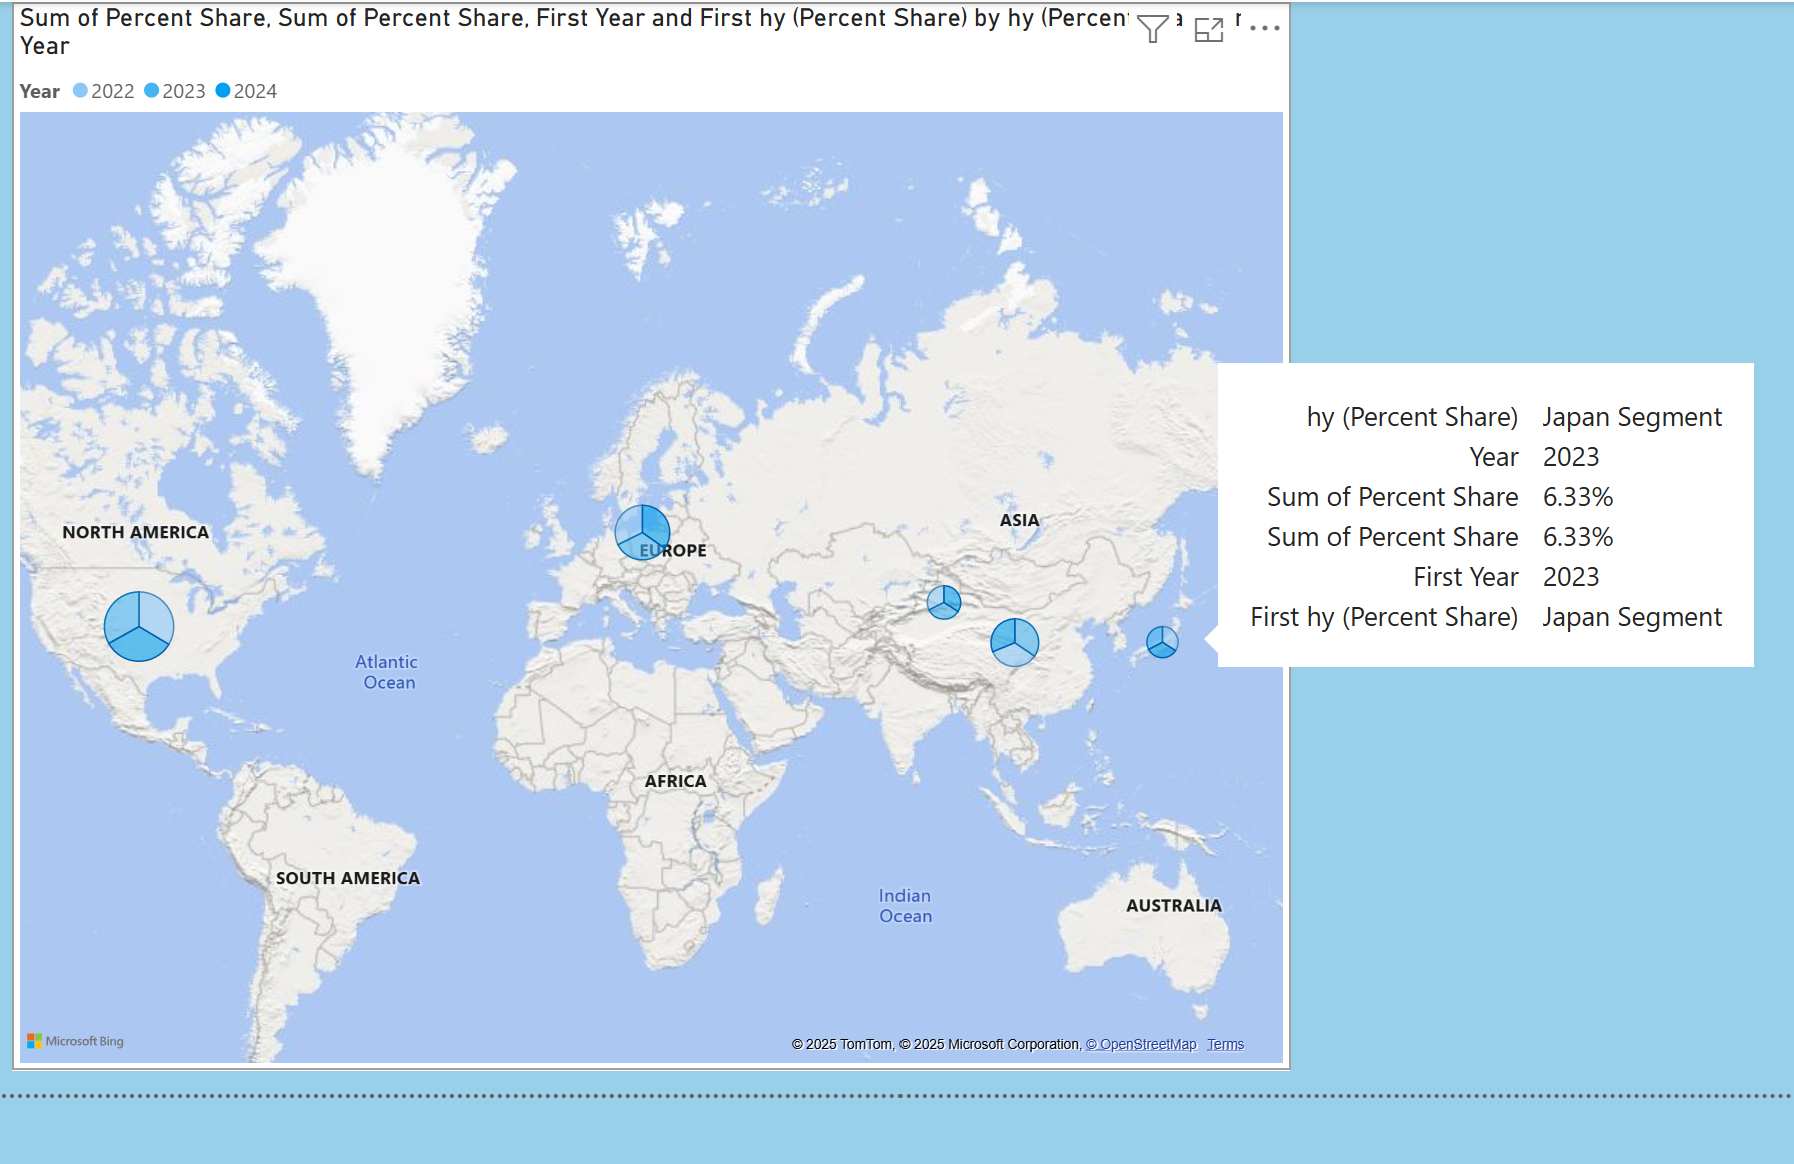 Sum of Percent Share, Sum of Percent Share, First Year and First hy (Percent Share) by hy (Percen
Year
Year 2022 2023 2024
NORTH AMERICA
ASIA
EUROPE
Atlantic
Ocean
AFRICA
SOUTH AMERICA
Indian
Ocean
AUSTRALIA
hy (Percent Share) Japan Segment
Year 2023
Sum of Percent Share 6.33%
Sum of Percent Share 6.33%
First Year 2023
First hy (Percent Share) Japan Segment
Microsoft Bing
© 2025 TomTom, © 2025 Microsoft Corporation, © OpenStreetMap Terms